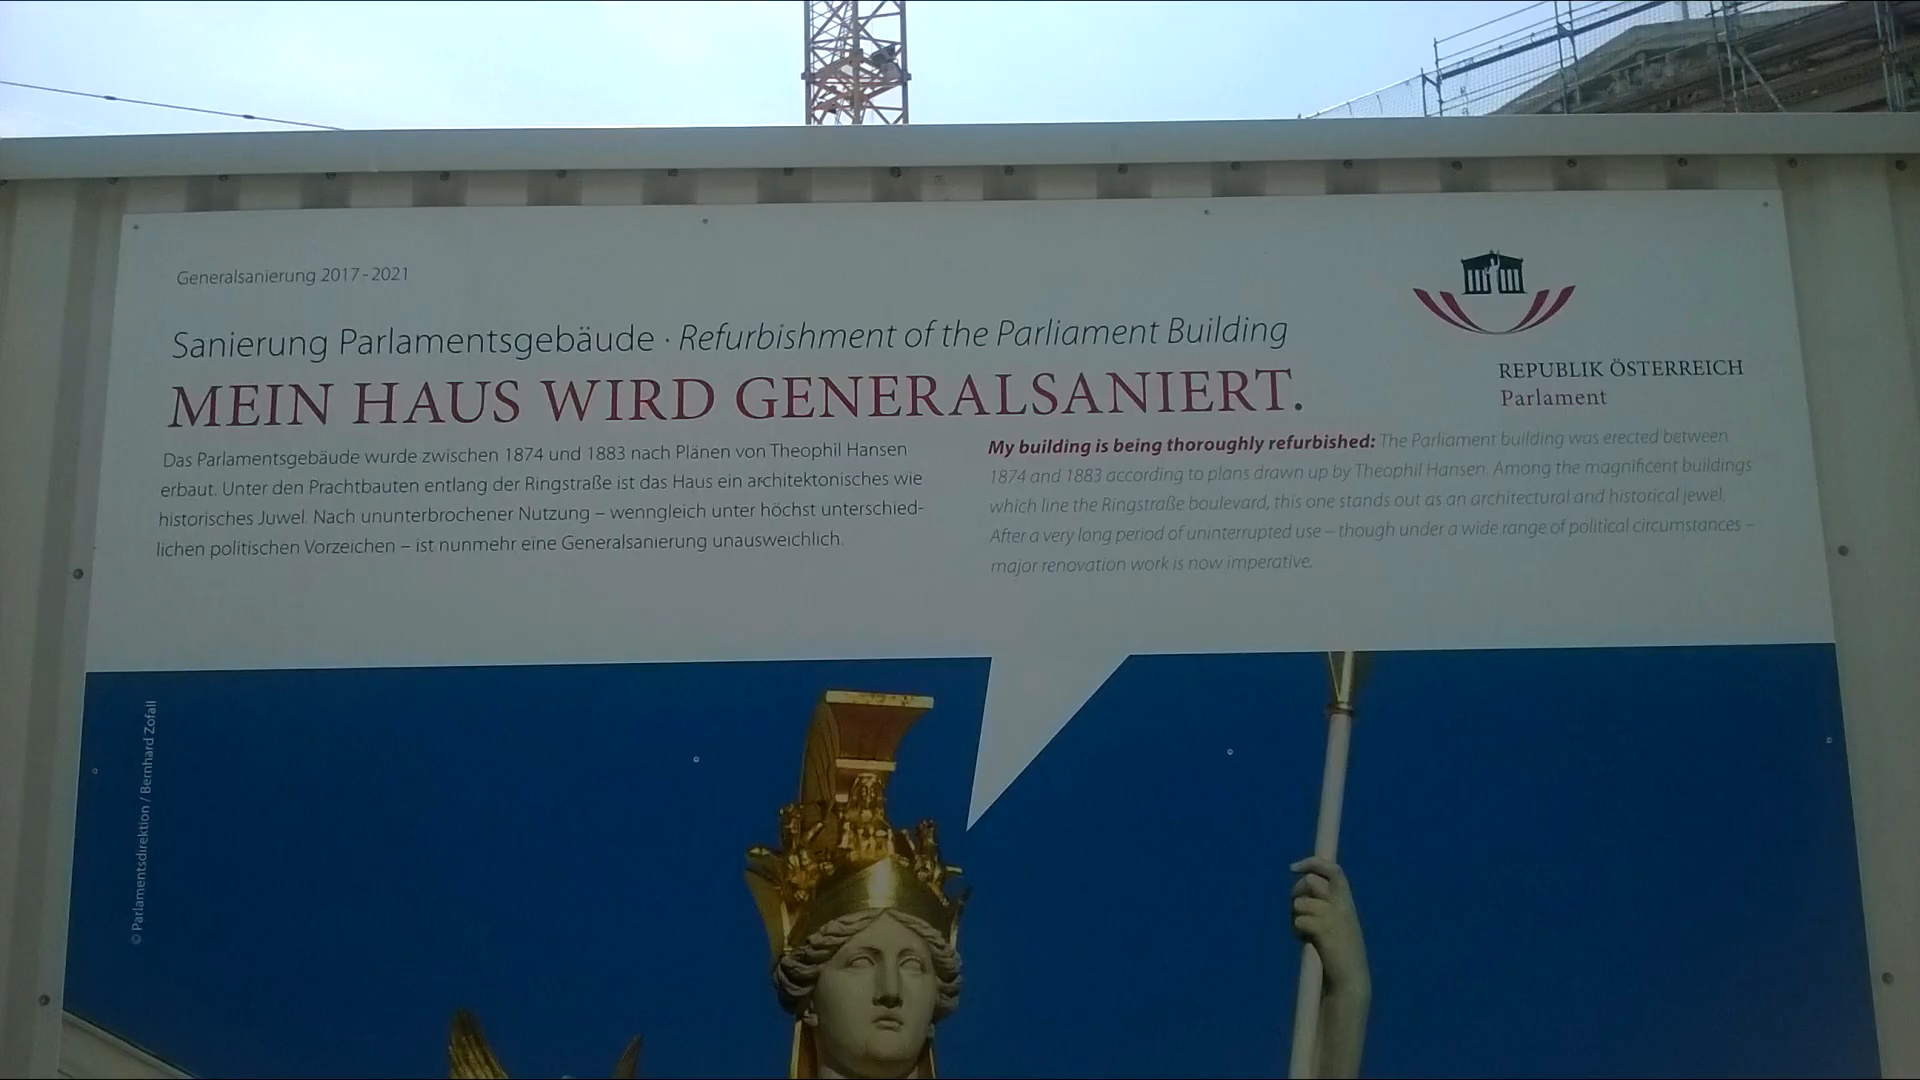 Generalsanierung 2017-2021
Sanierung Parlamentsgebäude · Refurbishment of the Parliament Building
MEIN HAUS WIRD GENERALSANIERT.
REPUBLIK ÖSTERREICH
Parlament
Das Parlamentsgebäude wurde zwischen 1874 und 1883 nach Plänen von Theophil Hansen
erbaut. Unter den Prachtbauten entlang der Ringstraße ist das Haus ein architektonisches wie
historisches Juwel. Nach ununterbrochener Nutzung – wenngleich unter höchst unterschied-
lichen politischen Vorzeichen – ist nunmehr eine Generalsanierung unausweichlich.
My building is being thoroughly refurbished: The Parliament building was erected between
1874 and 1883 according to plans drawn up by Theophil Hansen. Among the magnificent buildings
which line the Ringstraße boulevard, this one stands out as an architectural and historical jewel.
After a very long period of uninterrupted use – though under a wide range of political circumstances –
major renovation work is now imperative.
© Parlamentsdirektion / Bernhard Zofall